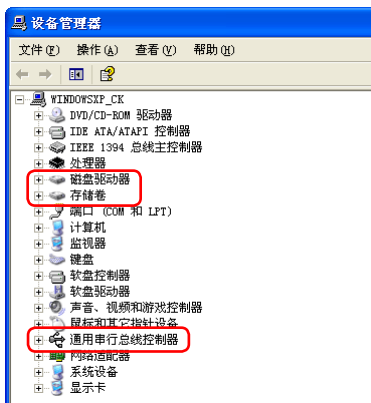 设备管理器
文件(F) 操作(A) 查看(V) 帮助(H)
WINDOWSXP_CK
DVD/CD-ROM 驱动器
IDE ATA/ATAPI 控制器
IEEE 1394 总线主控制器
处理器
磁盘驱动器
存储卷
端口 (COM 和 LPT)
计算机
监视器
键盘
软盘控制器
软盘驱动器
声音、视频和游戏控制器
鼠标和其它指针设备
通用串行总线控制器
网络适配器
系统设备
显示卡